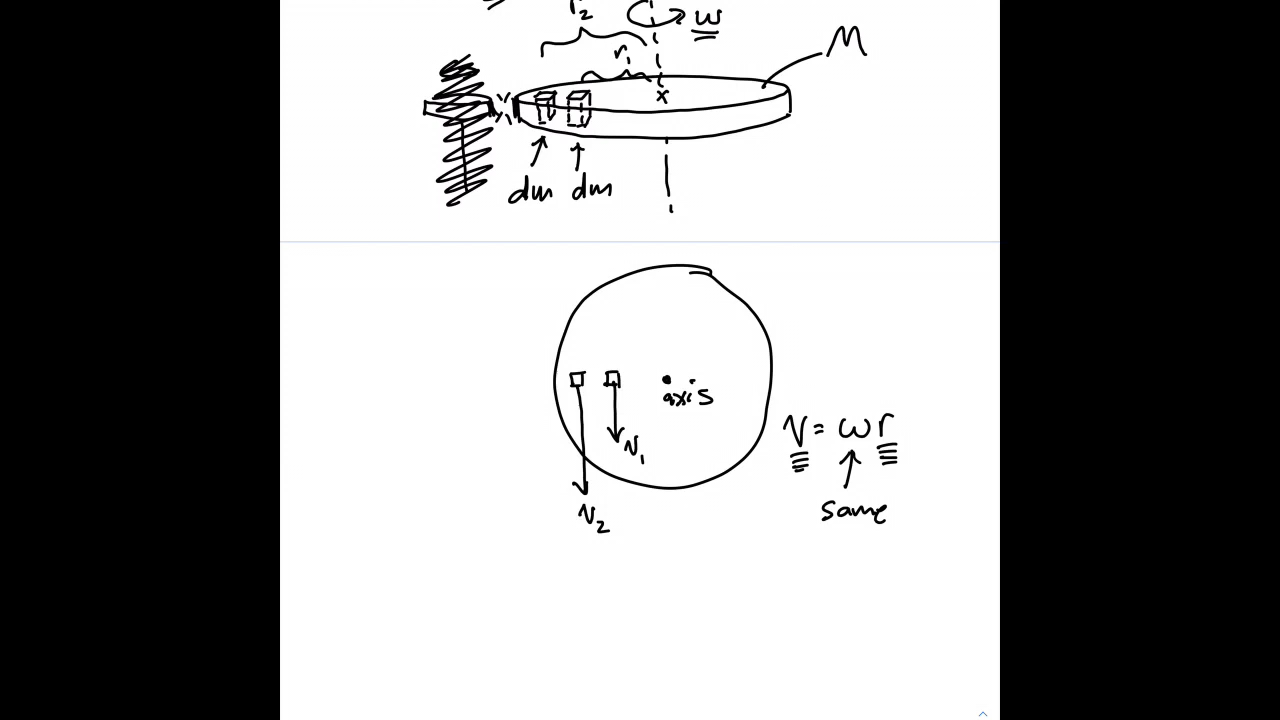 r2
w
r1
M
x
dm dm
axis
v1
v2
v = ωr
same